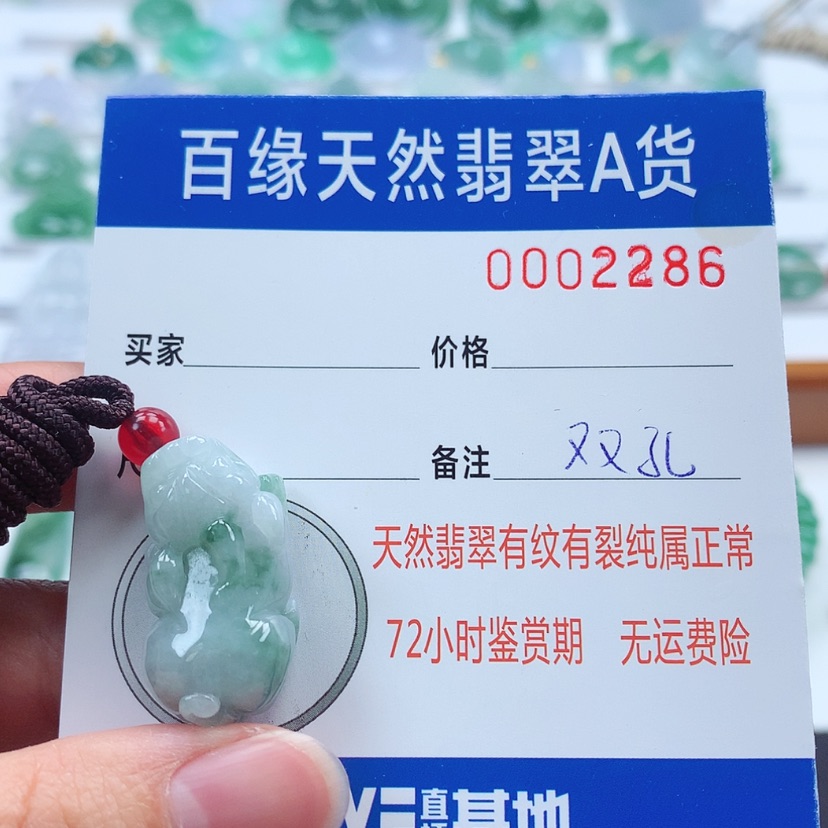 百缘天然翡翠A货
0002286
买家 价格
备注 双孔
天然翡翠有纹有裂纯属正常
72小时鉴赏期 无运费险
基地